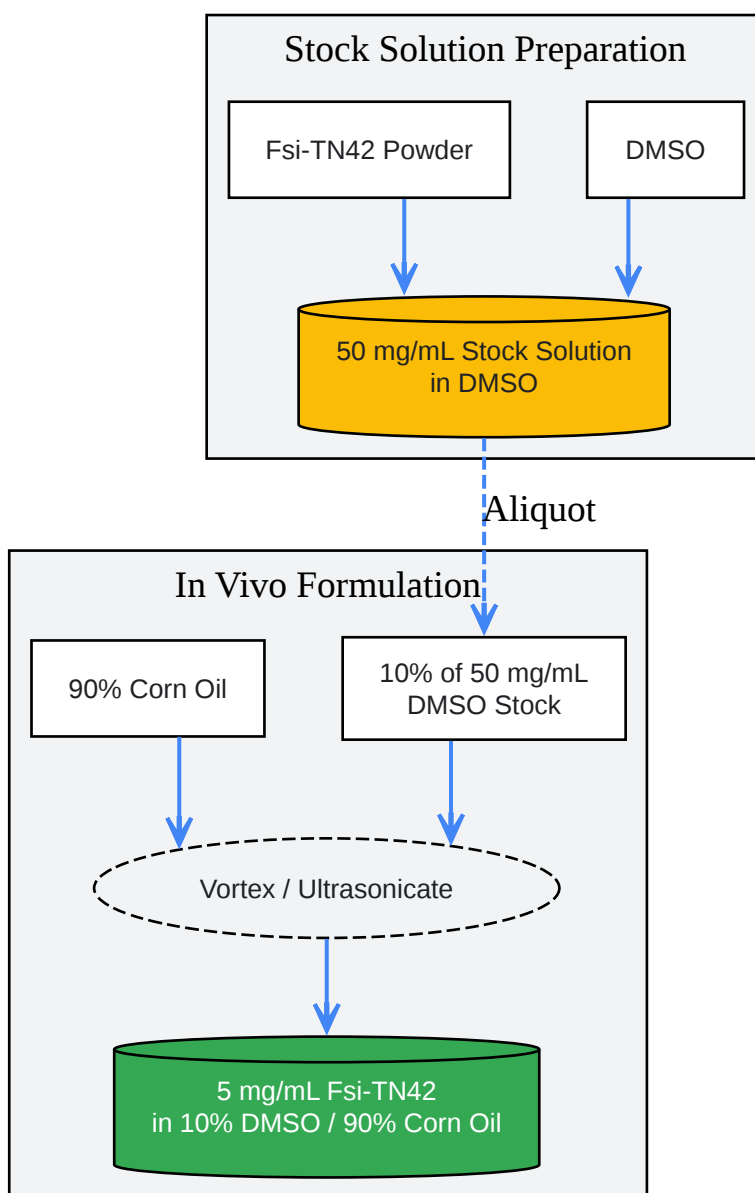 Stock Solution Preparation
Fsi-TN42 Powder
DMSO
50 mg/mL Stock Solution
in DMSO
Aliquot
In Vivo Formulation
90% Corn Oil
10% of 50 mg/mL
DMSO Stock
Vortex / Ultrasonicate
5 mg/mL Fsi-TN42
in 10% DMSO / 90% Corn Oil